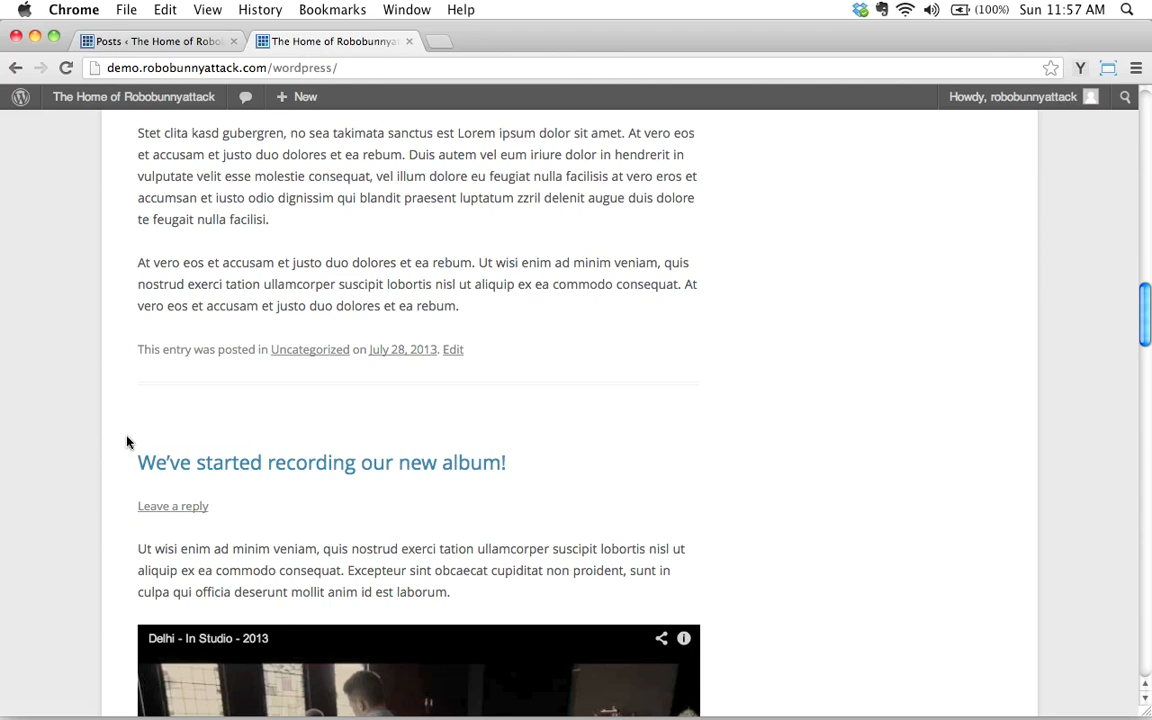 Chrome File Edit View History Bookmarks Window Help (100%) Sun 11:57 AM
Posts ‹ The Home of Robo
The Home of Robobunnya
demo.robobunnyattack.com/wordpress/
The Home of Robobunnyattack + New Howdy, robobunnyattack
Stet clita kasd gubergren, no sea takimata sanctus est Lorem ipsum dolor sit amet. At vero eos
et accusam et justo duo dolores et ea rebum. Duis autem vel eum iriure dolor in hendrerit in
vulputate velit esse molestie consequat, vel illum dolore eu feugiat nulla facilisis at vero eros et
accumsan et iusto odio dignissim qui blandit praesent luptatum zzril delenit augue duis dolore
te feugait nulla facilisi.
At vero eos et accusam et justo duo dolores et ea rebum. Ut wisi enim ad minim veniam, quis
nostrud exerci tation ullamcorper suscipit lobortis nisl ut aliquip ex ea commodo consequat. At
vero eos et accusam et justo duo dolores et ea rebum.
This entry was posted in Uncategorized on July 28, 2013. Edit
We’ve started recording our new album!
Leave a reply
Ut wisi enim ad minim veniam, quis nostrud exerci tation ullamcorper suscipit lobortis nisl ut
aliquip ex ea commodo consequat. Excepteur sint obcaecat cupiditat non proident, sunt in
culpa qui officia deserunt mollit anim id est laborum.
Delhi - In Studio - 2013